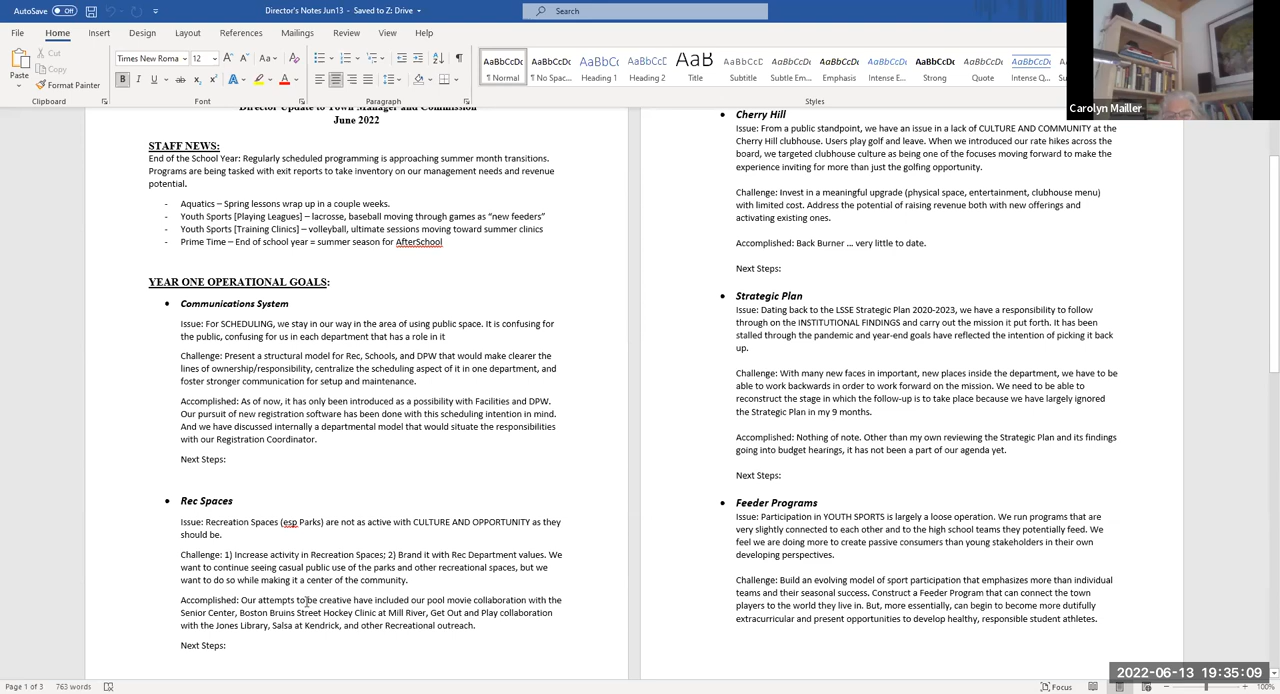 AutoSave Off
Director's Notes Jun13 - Saved to Z: Drive
Search
File Home Insert Design Layout References Mailings Review View Help
Paste
Cut
Copy
Format Painter
Clipboard
Times New Roma 12
Font
Paragraph
AaBbCcDc AaBbCcDc AaBbCc AaBbCcC AaB AaBbCcC AaBbCcDc AaBbCcDc AaBbCcDc AaBbCcDc AaBbCcDc AaBbCcDc
¶ Normal ¶ No Spac... Heading 1 Heading 2 Title Subtitle Subtle Em... Emphasis Intense E... Strong Quote Intense Q...
Styles
Carolyn Mailler
Director Update to Town Manager and Commission
June 2022
STAFF NEWS:
End of the School Year: Regularly scheduled programming is approaching summer month transitions.
Programs are being tasked with exit reports to take inventory on our management needs and revenue
potential.
- Aquatics – Spring lessons wrap up in a couple weeks.
- Youth Sports [Playing Leagues] – lacrosse, baseball moving through games as “new feeders”
- Youth Sports [Training Clinics] – volleyball, ultimate sessions moving toward summer clinics
- Prime Time – End of school year = summer season for AfterSchool
YEAR ONE OPERATIONAL GOALS:
• Communications System
Issue: For SCHEDULING, we stay in our way in the area of using public space. It is confusing for
the public, confusing for us in each department that has a role in it
Challenge: Present a structural model for Rec, Schools, and DPW that would make clearer the
lines of ownership/responsibility, centralize the scheduling aspect of it in one department, and
foster stronger communication for setup and maintenance.
Accomplished: As of now, it has only been introduced as a possibility with Facilities and DPW.
Our pursuit of new registration software has been done with this scheduling intention in mind.
And we have discussed internally a departmental model that would situate the responsibilities
with our Registration Coordinator.
Next Steps:
• Rec Spaces
Issue: Recreation Spaces (esp Parks) are not as active with CULTURE AND OPPORTUNITY as they
should be.
Challenge: 1) Increase activity in Recreation Spaces; 2) Brand it with Rec Department values. We
want to continue seeing casual public use of the parks and other recreational spaces, but we
want to do so while making it a center of the community.
Accomplished: Our attempts to be creative have included our pool movie collaboration with the
Senior Center, Boston Bruins Street Hockey Clinic at Mill River, Get Out and Play collaboration
with the Jones Library, Salsa at Kendrick, and other Recreational outreach.
Next Steps:
• Cherry Hill
Issue: From a public standpoint, we have an issue in a lack of CULTURE AND COMMUNITY at the
Cherry Hill clubhouse. Users play golf and leave. When we introduced our rate hikes across the
board, we targeted clubhouse culture as being one of the focuses moving forward to make the
experience inviting for more than just the golfing opportunity.
Challenge: Invest in a meaningful upgrade (physical space, entertainment, clubhouse menu)
with limited cost. Address the potential of raising revenue both with new offerings and
activating existing ones.
Accomplished: Back Burner ... very little to date.
Next Steps:
• Strategic Plan
Issue: Dating back to the LSSE Strategic Plan 2020-2023, we have a responsibility to follow
through on the INSTITUTIONAL FINDINGS and carry out the mission it put forth. It has been
stalled through the pandemic and year-end goals have reflected the intention of picking it back
up.
Challenge: With many new faces in important, new places inside the department, we have to be
able to work backwards in order to work forward on the mission. We need to be able to
reconstruct the stage in which the follow-up is to take place because we have largely ignored
the Strategic Plan in my 9 months.
Accomplished: Nothing of note. Other than my own reviewing the Strategic Plan and its findings
going into budget hearings, it has not been a part of our agenda yet.
Next Steps:
• Feeder Programs
Issue: Participation in YOUTH SPORTS is largely a loose operation. We run programs that are
very slightly connected to each other and to the high school teams they potentially feed. We
feel we are doing more to create passive consumers than young stakeholders in their own
developing perspectives.
Challenge: Build an evolving model of sport participation that emphasizes more than individual
teams and their seasonal success. Construct a Feeder Program that can connect the town
players to the world they live in. But, more essentially, can begin to become more dutifully
extracurricular and present opportunities to develop healthy, responsible student athletes.
2022-06-13 19:35:09
Page 1 of 3 763 words
Focus
100%